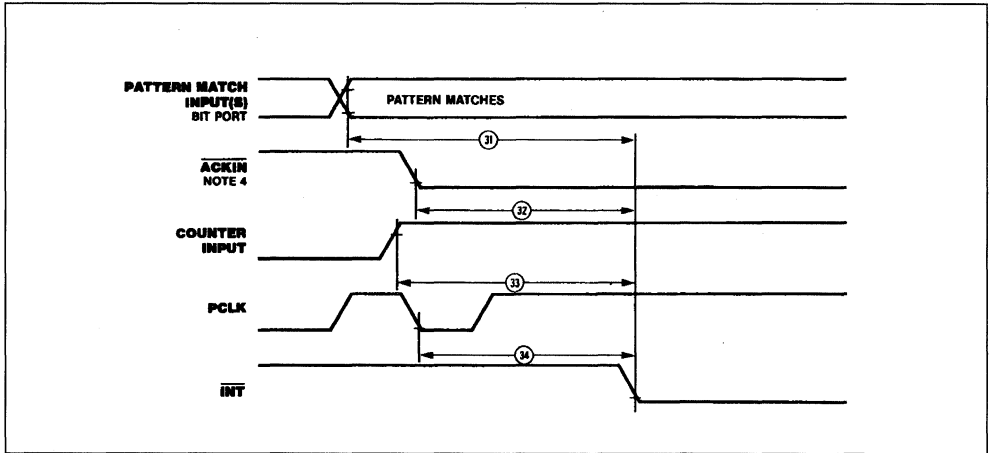 PATTERN MATCH
INPUT(S)
BIT PORT
PATTERN MATCHES
31
ACKIN
NOTE 4
32
COUNTER
INPUT
33
PCLK
34
INT